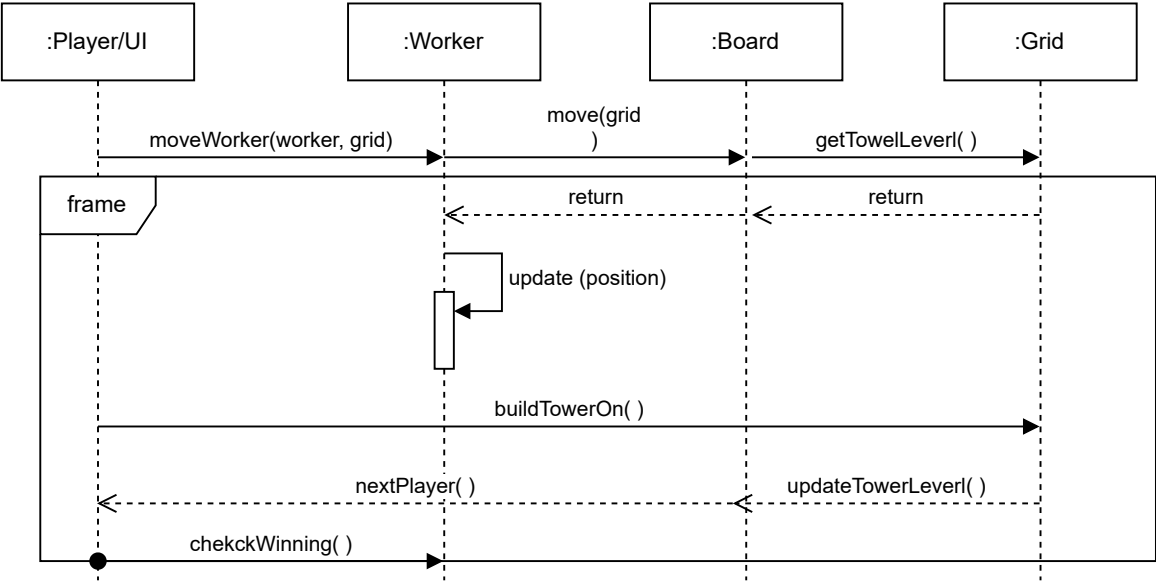 :Player/UI
:Worker
:Board
:Grid
move(grid
)
moveWorker(worker, grid)
getTowelLeverl( )
frame
return
return
update (position)
buildTowerOn( )
nextPlayer( )
updateTowerLeverl( )
chekckWinning( )